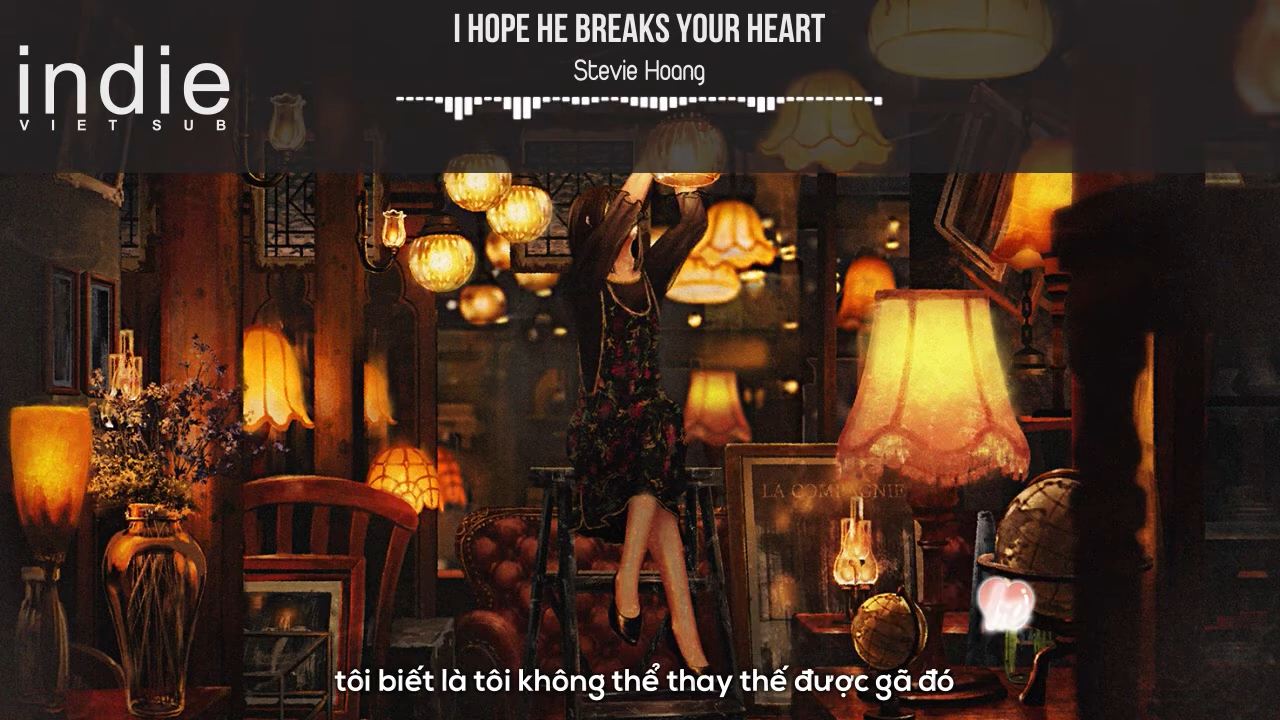 I HOPE HE BREAKS YOUR HEART
Stevie Hoang
indie
VIET SUB
LA COMPAGNIE
tôi biết là tôi không thể thay thế được gã đó